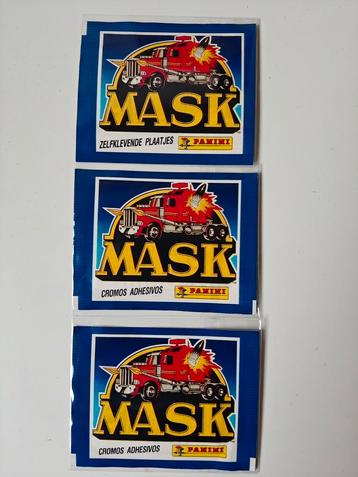 MASK
ZELFKLEVENDE PLAATJES
PANINI
MASK
CROMOS ADHESIVOS
PANINI
MASK
CROMOS ADHESIVOS
PANINI